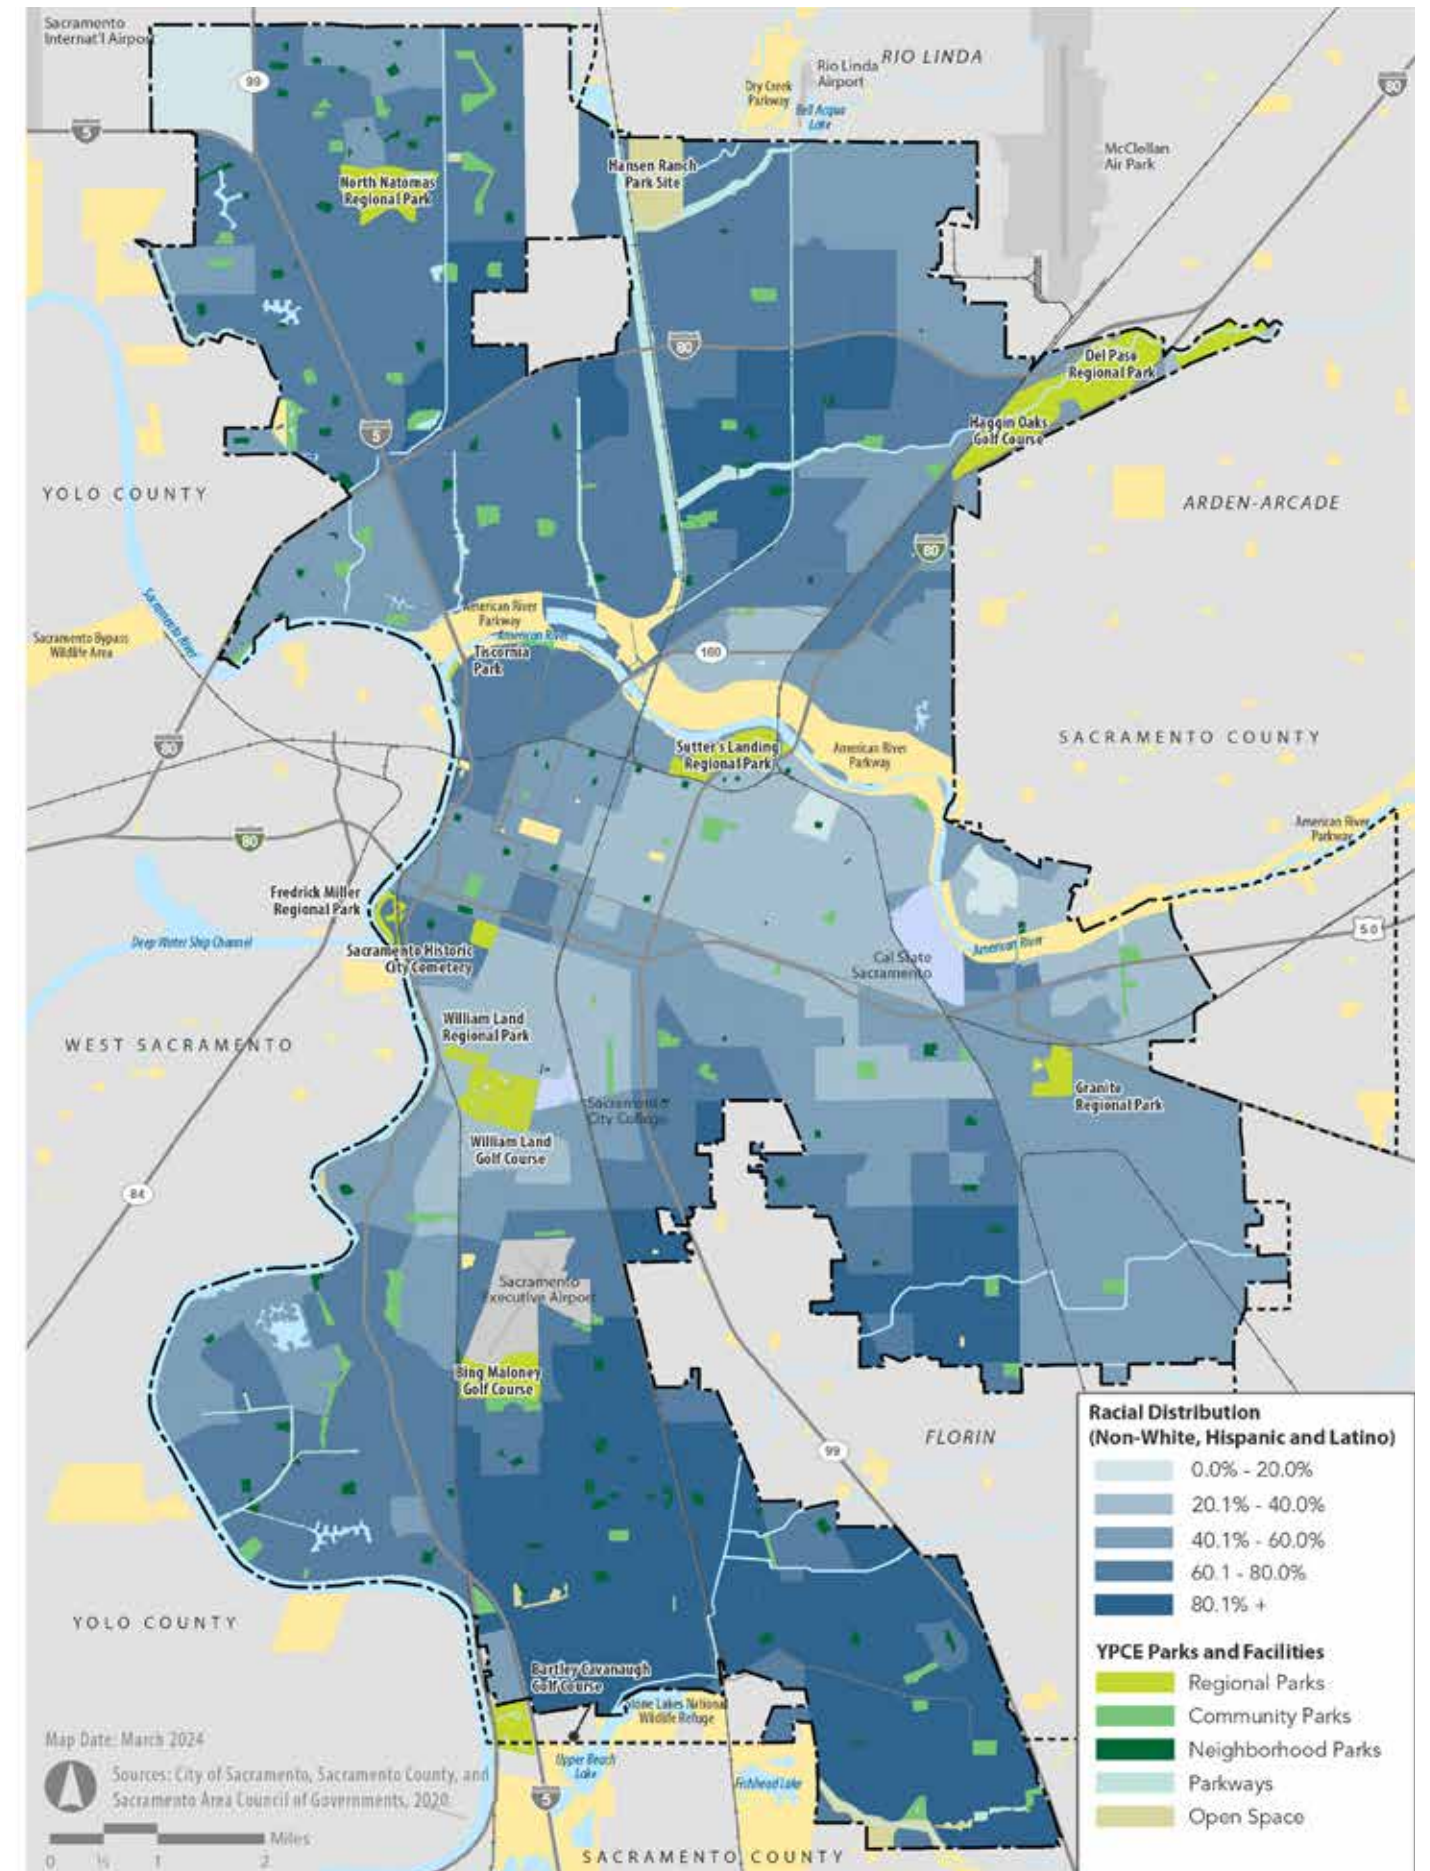 Sacramento
Internat'l Airport
99
5
Dry Creek
Parkway
Rio Linda
Airport
RIO LINDA
Bell Acqua
Lake
80
McClellan
Air Park
Hansen Ranch
Park Site
North Natomas
Regional Park
80
Del Paso
Regional Park
Haggin Oaks
Golf Course
5
YOLO COUNTY
ARDEN-ARCADE
80
Sacramento River
American River
Parkway
American River
Sacramento Bypass
Wildlife Area
Tiscornia
Park
160
80
Sutter's Landing
Regional Park
American River
Parkway
SACRAMENTO COUNTY
American River
Parkway
80
Fredrick Miller
Regional Park
50
Deep Water Ship Channel
Sacramento Historic
City Cemetery
American River
Cal State
Sacramento
William Land
Regional Park
WEST SACRAMENTO
Sacramento
City College
Granite
Regional Park
William Land
Golf Course
84
Sacramento
Executive Airport
Bing Maloney
Golf Course
FLORIN
99
Racial Distribution
(Non-White, Hispanic and Latino)
0.0% - 20.0%
20.1% - 40.0%
40.1% - 60.0%
60.1 - 80.0%
80.1% +
YOLO COUNTY
YPCE Parks and Facilities
Regional Parks
Community Parks
Neighborhood Parks
Parkways
Open Space
Bartley Cavanaugh
Golf Course
Stone Lakes National
Wildlife Refuge
Upper Beach
Lake
Fishhead Lake
5
Map Date: March 2024
Sources: City of Sacramento, Sacramento County, and
Sacramento Area Council of Governments, 2020.
Miles
0 ½ 1 2
SACRAMENTO COUNTY